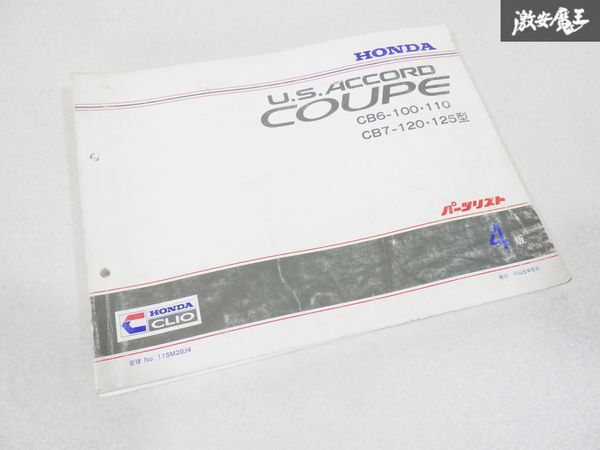 激安魔王
HONDA
U.S. ACCORD
COUPE
CB6-100・110
CB7-120・125型
パーツリスト
4版
HONDA
CLIO
管理 No. 11SM20J4